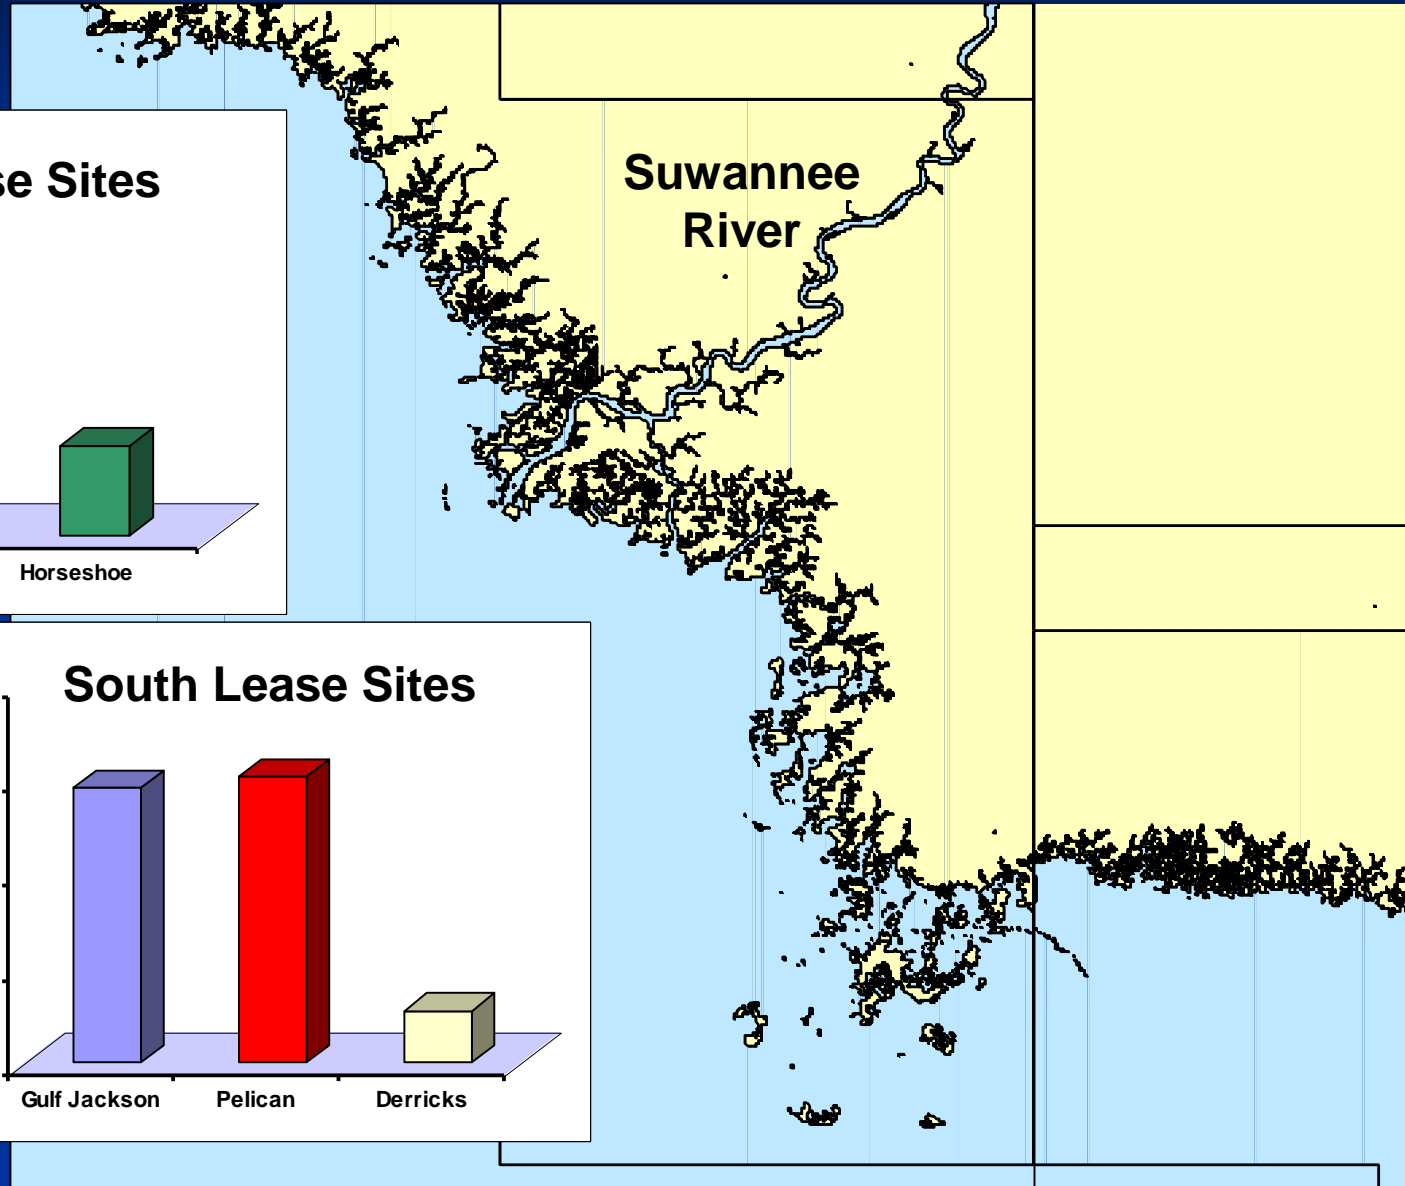 Suwannee
River
se Sites
Horseshoe
South Lease Sites
Gulf Jackson
Pelican
Derricks